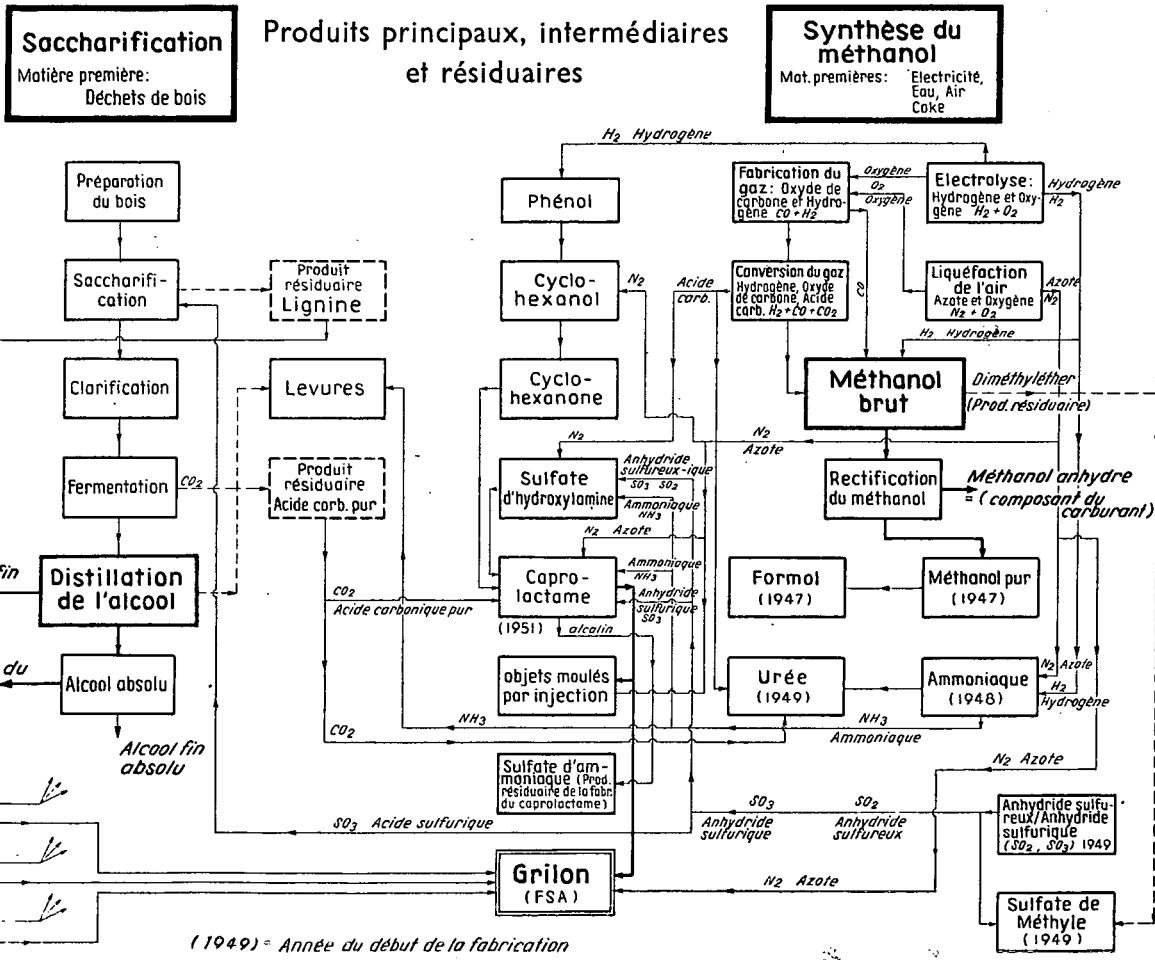 Saccharification
Matière première:
Déchets de bois
Produits principaux, intermédiaires
et résiduaires
Synthèse du
méthanol
Mat. premières: Electricité,
Eau, Air
Coke
H₂ Hydrogène
Préparation
du bois
Phénol
Fabrication du
gaz: Oxyde de
carbone et Hydro-
gène CO+H₂
Oxygène
O₂
Oxygène
Electrolyse:
Hydrogène et Oxy-
gène H₂+O₂
Hydrogène
H₂
Saccharifi-
cation
Produit
résiduaire
Lignine
Cyclo-
hexanol
N₂
Acide
carb.
Conversion du gaz
Hydrogène, Oxyde
de carbone, Acide
carb. H₂+CO+CO₂
CO
Liquéfaction
de l'air
Azote et Oxygène
N₂ + O₂
Azote
N₂
H₂ Hydrogène
Clarification
Levures
Cyclo-
hexanone
Méthanol
brut
Diméthyléther
(Prod. résiduaire)
N₂
N₂
Azote
Fermentation
CO₂
Produit
résiduaire
Acide carb. pur
Sulfate
d'hydroxylamine
Anhydride
sulfureux-ique
SO₃ SO₂
Ammoniaque
NH₃
Rectification
du méthanol
Méthanol anhydre
= (composant du
carburant)
N₂ Azote
fin
Distillation
de l'alcool
CO₂
Acide carbonique pur
Capro-
lactame
(1951)
alcalin
Ammoniaque
NH₃
Anhydride
sulfurique
SO₃
Formol
(1947)
Méthanol pur
(1947)
du
Alcool absolu
objets moulés
par injection
Urée
(1949)
Ammoniaque
(1948)
N₂ Azote
H₂
Hydrogène
Alcool fin
absolu
NH₃
CO₂
NH₃
Ammoniaque
Sulfate d'am-
moniaque (Prod.
résiduaire de la fabr.
du caprolactame)
N₂ Azote
SO₃ Acide sulfurique
SO₃
Anhydride
sulfurique
SO₂
Anhydride
sulfureux
Anhydride sulfu-
reux/Anhydride
sulfurique
(SO₂, SO₃) 1949
Grilon
(FSA)
N₂ Azote
Sulfate de
Méthyle
(1949)
(1949) = Année du début de la fabrication